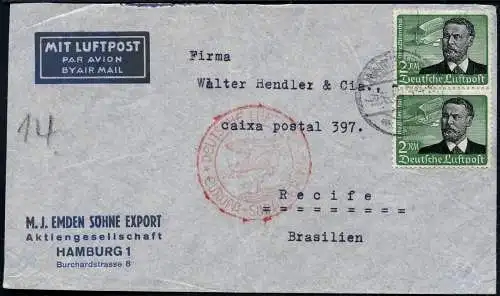 MIT LUFTPOST
PAR AVION
BY AIR MAIL
Firma
Walter Hendler & Cia., -
caixa postal 397.
Recife
= = = = = = = =
Brasilien
14.
M. J. EMDEN SÖHNE EXPORT
Aktiengesellschaft
HAMBURG 1
Burchardstrasse 8
2 RM
Deutsche Luftpost
2 RM
Deutsche Luftpost
DEUTSCHE